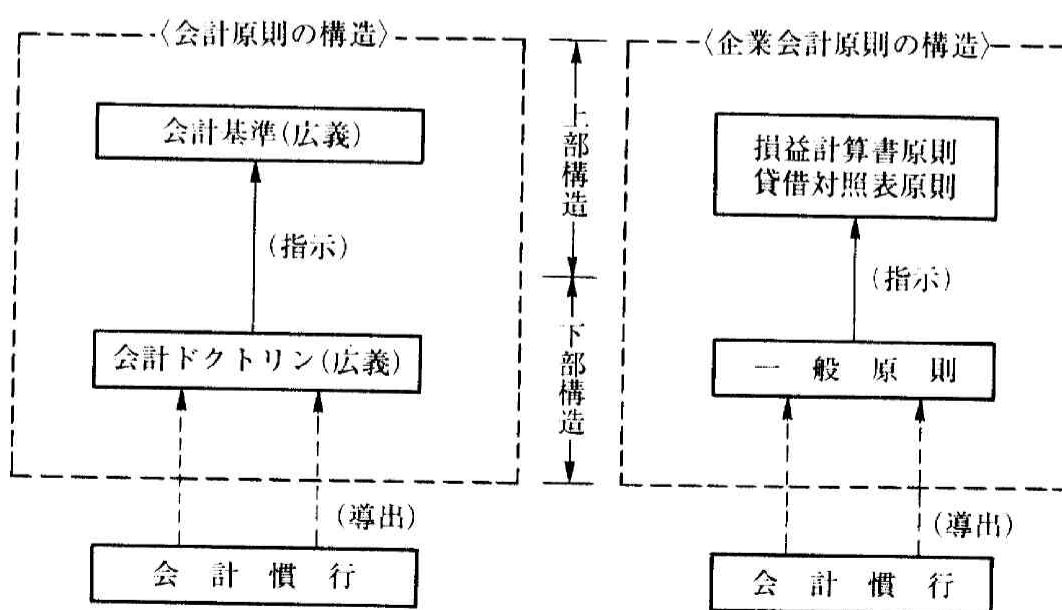 〈会計原則の構造〉
会計基準(広義)
(指示)
会計ドクトリン(広義)
(導出)
会計慣行
上部構造
下部構造
〈企業会計原則の構造〉
損益計算書原則
貸借対照表原則
(指示)
一般原則
(導出)
会計慣行